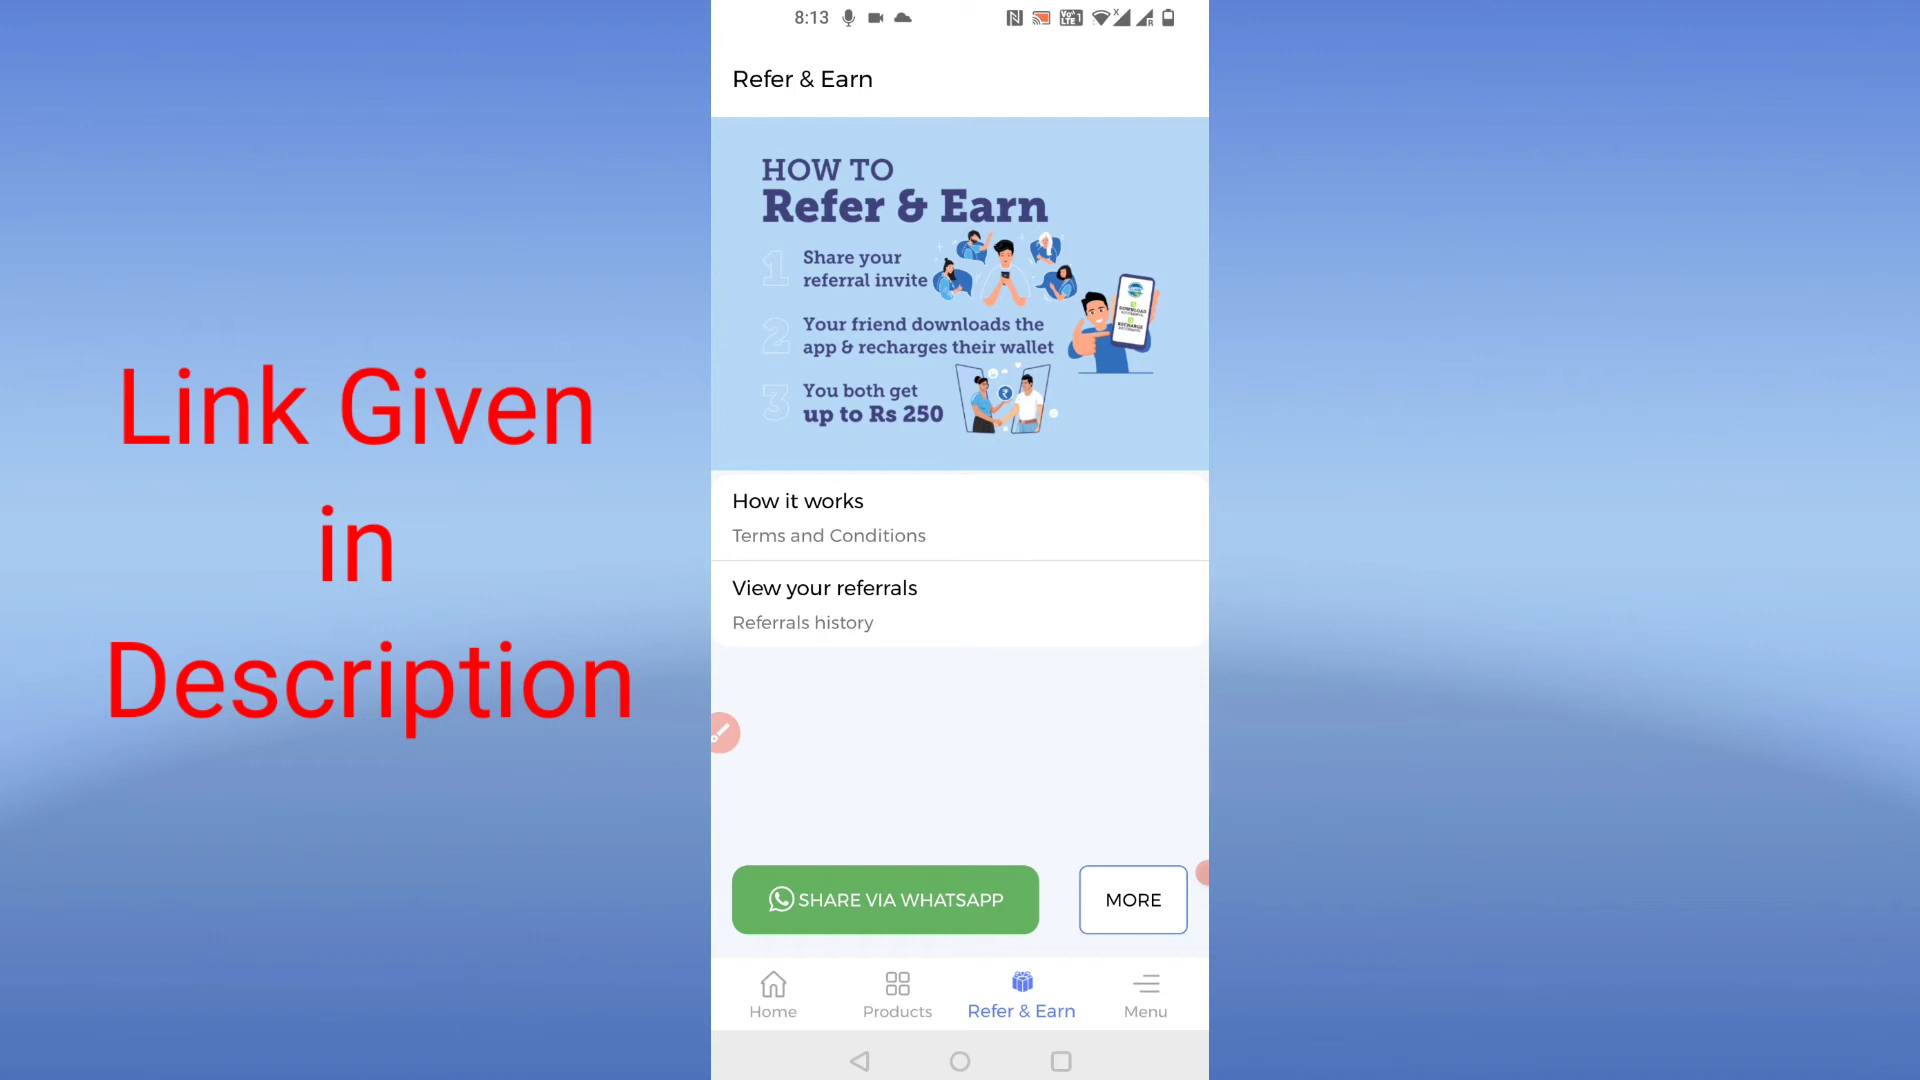 8:13
Refer & Earn
HOW TO
Refer & Earn
1 Share your
referral invite
2 Your friend downloads the
app & recharges their wallet
3 You both get
up to Rs 250
DOWNLOAD
RECHARGE
How it works
Terms and Conditions
View your referrals
Referrals history
SHARE VIA WHATSAPP
MORE
Home
Products
Refer & Earn
Menu
Link Given
in
Description